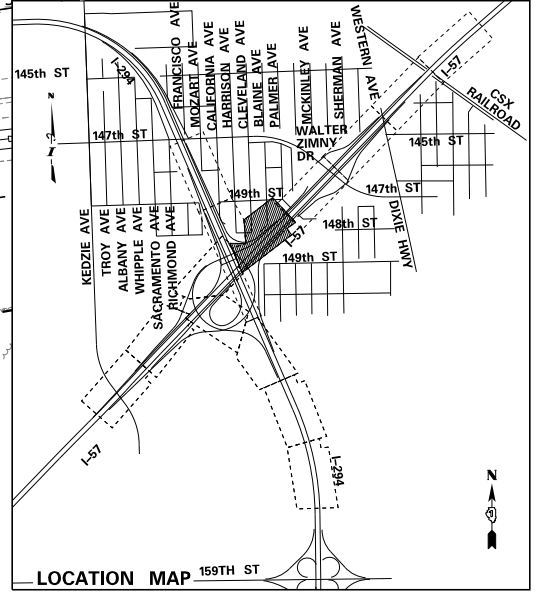 145th ST
I-294
FRANCISCO AVE
MOZART AVE
CALIFORNIA AVE
HARRISON AVE
CLEVELAND AVE
BLAINE AVE
PALMER AVE
MCKINLEY AVE
SHERMAN AVE
WESTERN AVE
I-57
CSX
RAILROAD
N
147th ST
WALTER
ZIMNY
DR
145th ST
149th ST
147th ST
148th ST
DIXIE HWY
I-57
149th ST
KEDZIE AVE
TROY AVE
ALBANY AVE
WHIPPLE AVE
SACRAMENTO AVE
RICHMOND AVE
I-57
I-294
N
LOCATION MAP
159TH ST